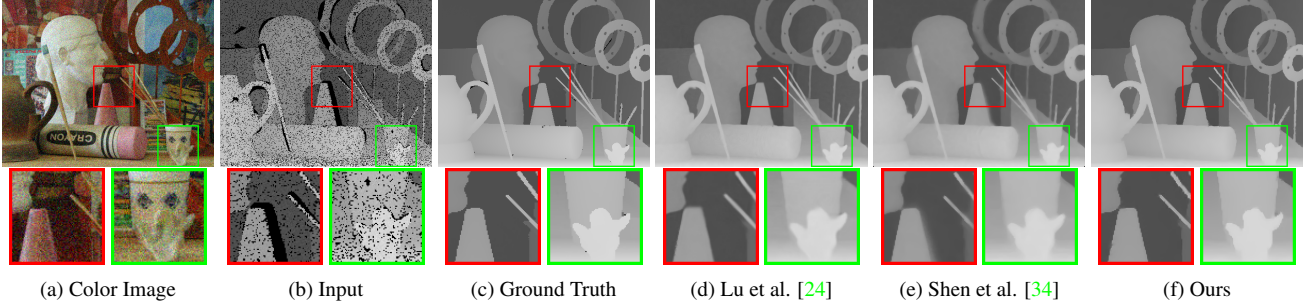 CRAYON
(a) Color Image
(b) Input
(c) Ground Truth
(d) Lu et al. [24]
(e) Shen et al. [34]
(f) Ours